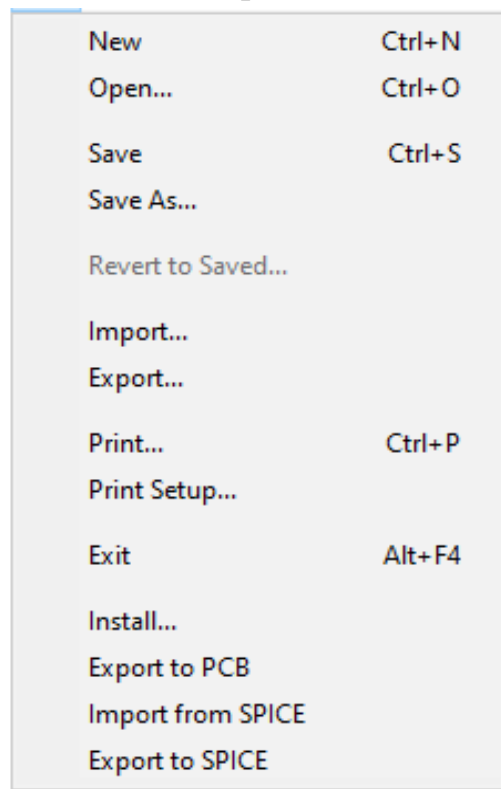 New Ctrl+N
Open... Ctrl+O
Save Ctrl+S
Save As...
Revert to Saved...
Import...
Export...
Print... Ctrl+P
Print Setup...
Exit Alt+F4
Install...
Export to PCB
Import from SPICE
Export to SPICE